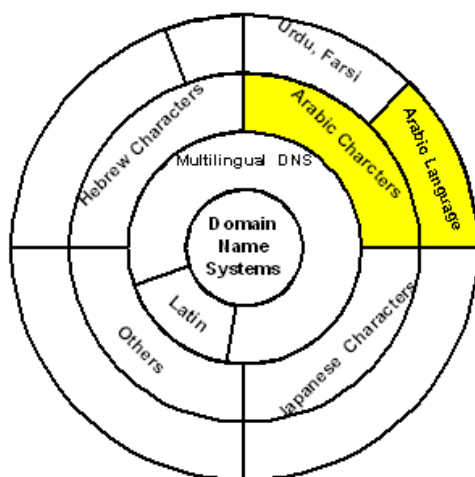 Urdu, Farsi
Arabic Language
Hebrew Characters
Arabic Charcters
Multilingual DNS
Domain
Name
Systems
Latin
Others
Japanese Characters